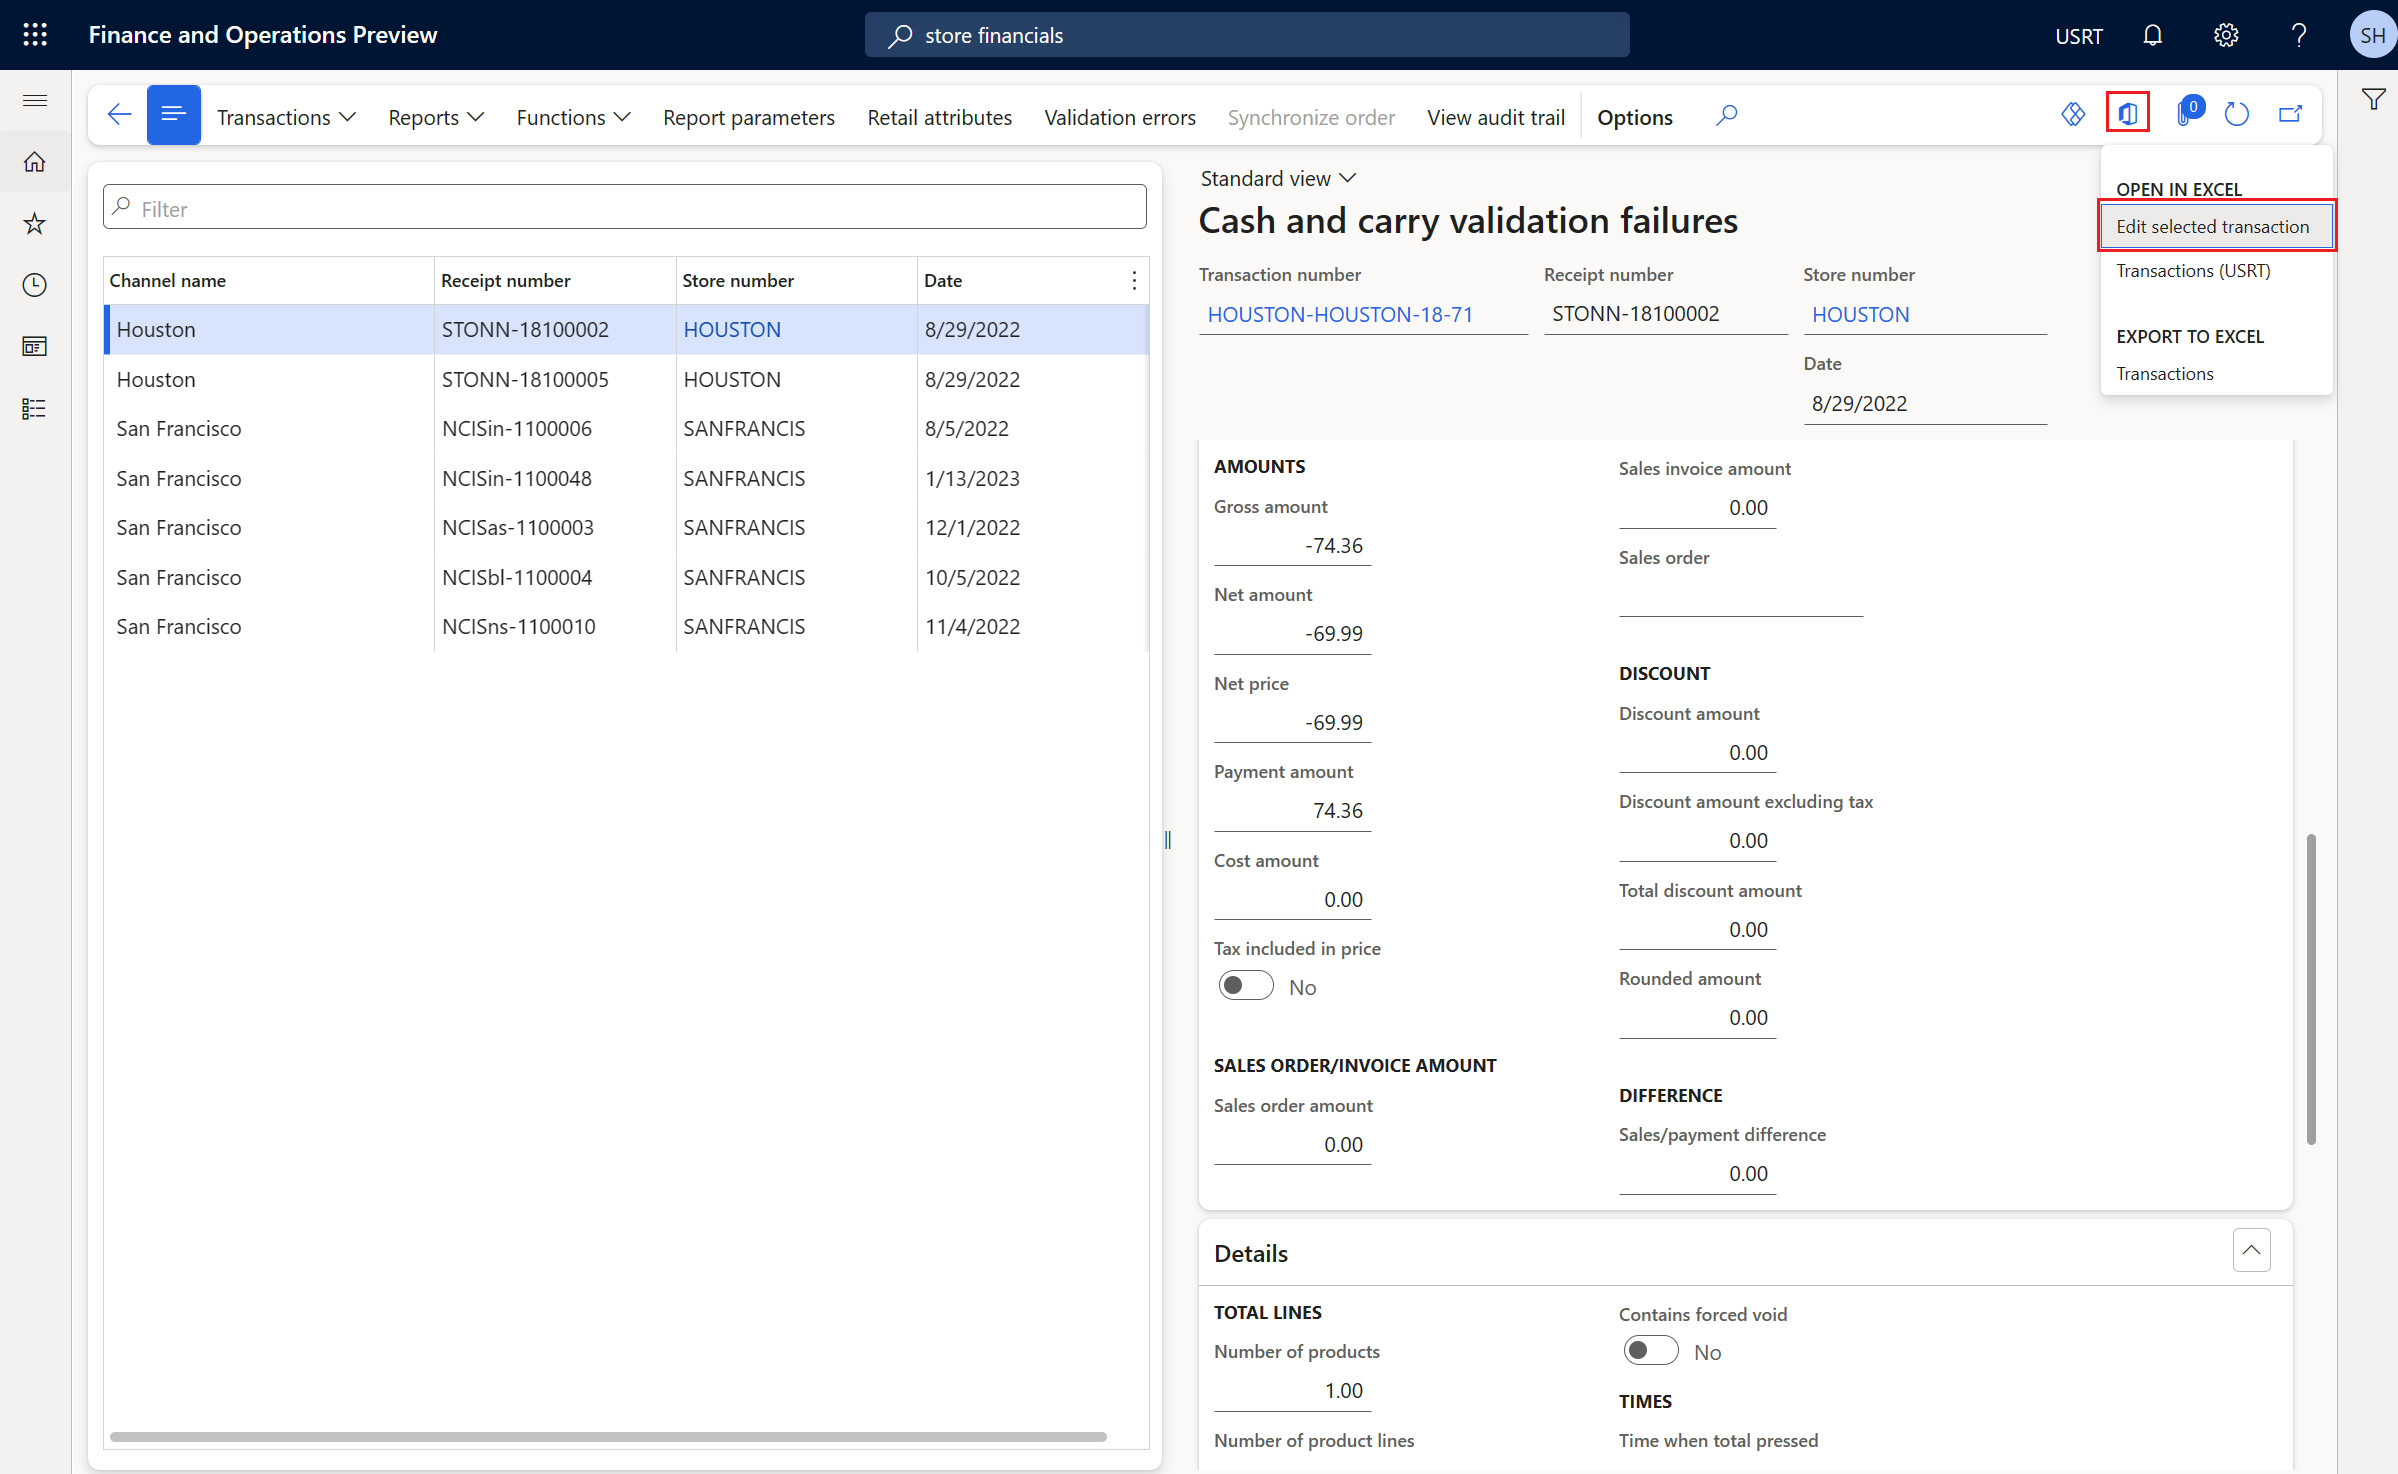 Finance and Operations Preview
store financials
USRT
SH
Transactions
Reports
Functions
Report parameters
Retail attributes
Validation errors
Synchronize order
View audit trail
Options
0
Filter
Channel name Receipt number Store number Date
Houston STONN-18100002 HOUSTON 8/29/2022
Houston STONN-18100005 HOUSTON 8/29/2022
San Francisco NCISin-1100006 SANFRANCIS 8/5/2022
San Francisco NCISin-1100048 SANFRANCIS 1/13/2023
San Francisco NCISas-1100003 SANFRANCIS 12/1/2022
San Francisco NCISbl-1100004 SANFRANCIS 10/5/2022
San Francisco NCISns-1100010 SANFRANCIS 11/4/2022
Standard view
Cash and carry validation failures
Transaction number Receipt number Store number
HOUSTON-HOUSTON-18-71 STONN-18100002 HOUSTON
Date
8/29/2022
OPEN IN EXCEL
Edit selected transaction
Transactions (USRT)
EXPORT TO EXCEL
Transactions
AMOUNTS
Gross amount
-74.36
Net amount
-69.99
Net price
-69.99
Payment amount
74.36
Cost amount
0.00
Tax included in price
No
SALES ORDER/INVOICE AMOUNT
Sales order amount
0.00
Sales invoice amount
0.00
Sales order
DISCOUNT
Discount amount
0.00
Discount amount excluding tax
0.00
Total discount amount
0.00
Rounded amount
0.00
DIFFERENCE
Sales/payment difference
0.00
Details
TOTAL LINES
Number of products
1.00
Number of product lines
Contains forced void
No
TIMES
Time when total pressed